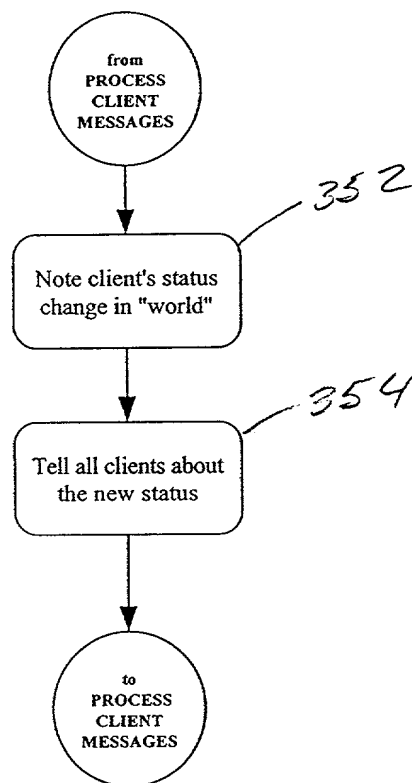 from
PROCESS
CLIENT
MESSAGES
352
Note client's status
change in "world"
354
Tell all clients about
the new status
to
PROCESS
CLIENT
MESSAGES